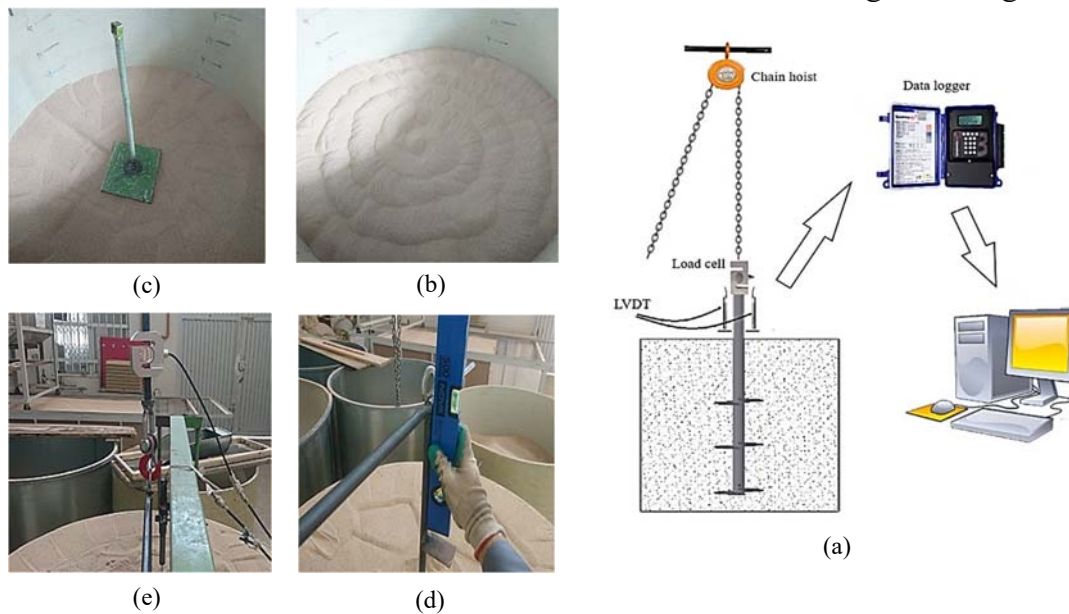 Chain hoist
Data logger
Load cell
LVDT
(c)
(b)
(a)
(e)
(d)